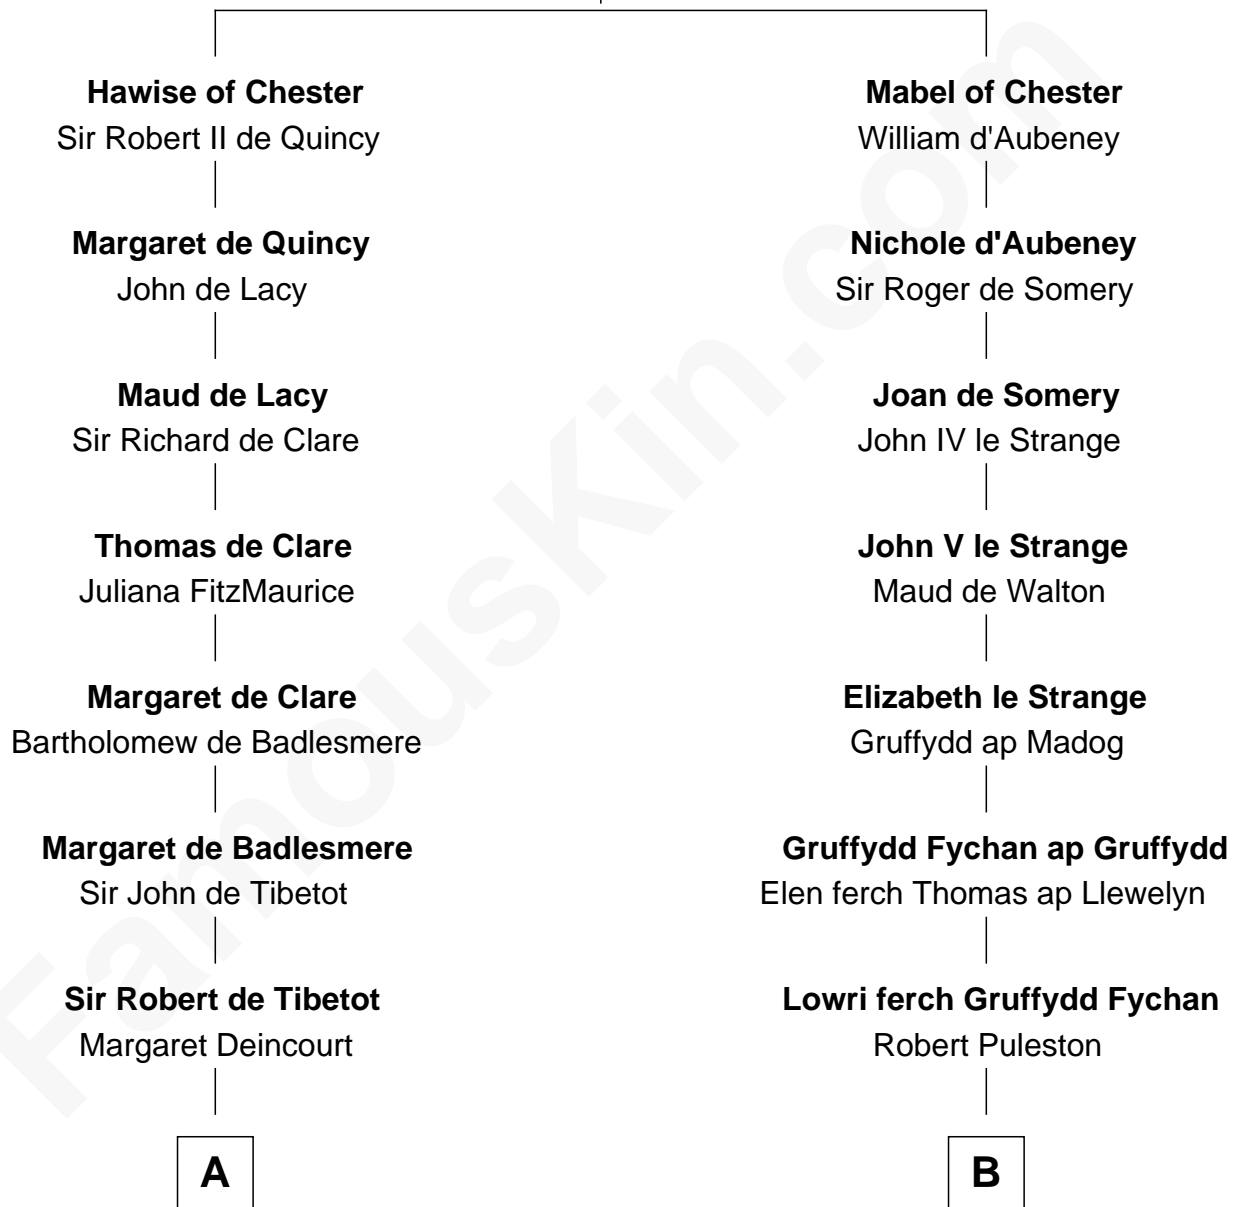 Hawise of Chester
Sir Robert II de Quincy
Margaret de Quincy
John de Lacy
Maud de Lacy
Sir Richard de Clare
Thomas de Clare
Juliana FitzMaurice
Margaret de Clare
Bartholomew de Badlesmere
Margaret de Badlesmere
Sir John de Tibetot
Sir Robert de Tibetot
Margaret Deincourt
A
Mabel of Chester
William d'Aubeney
Nichole d'Aubeney
Sir Roger de Somery
Joan de Somery
John IV le Strange
John V le Strange
Maud de Walton
Elizabeth le Strange
Gruffydd ap Madog
Gruffydd Fychan ap Gruffydd
Elen ferch Thomas ap Llewelyn
Lowri ferch Gruffydd Fychan
Robert Puleston
B
FamousKin.com